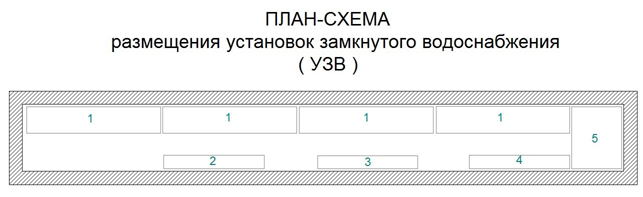 ПЛАН-СХЕМА
размещения установок замкнутого водоснабжения
( УЗВ )
1 1 1 1
5
2 3 4